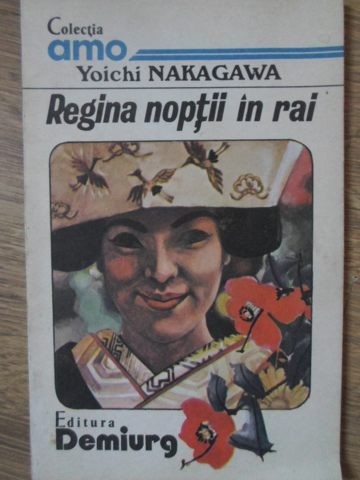 Colecția
amo
Yoichi NAKAGAWA
Regina nopții în rai
Editura
Demiurg